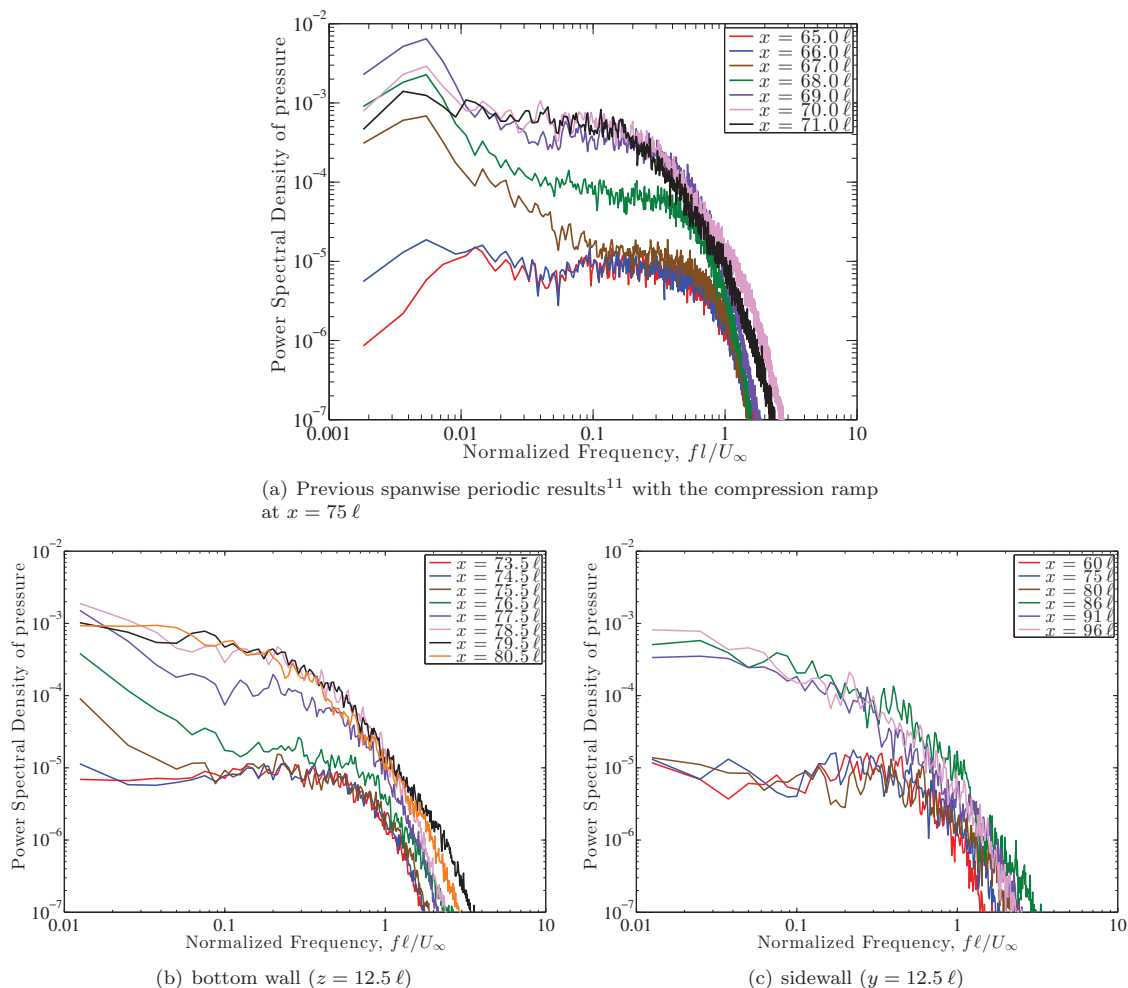 Power Spectral Density of pressure
10^-2
10^-3
10^-4
10^-5
10^-6
10^-7
0.001
0.01
0.1
1
10
Normalized Frequency, fl/U∞
x = 65.0 ℓ
x = 66.0 ℓ
x = 67.0 ℓ
x = 68.0 ℓ
x = 69.0 ℓ
x = 70.0 ℓ
x = 71.0 ℓ
(a) Previous spanwise periodic results^11 with the compression ramp
at x = 75 ℓ
Power Spectral Density of pressure
10^-2
10^-3
10^-4
10^-5
10^-6
10^-7
0.01
0.1
1
10
Normalized Frequency, fℓ/U∞
x = 73.5 ℓ
x = 74.5 ℓ
x = 75.5 ℓ
x = 76.5 ℓ
x = 77.5 ℓ
x = 78.5 ℓ
x = 79.5 ℓ
x = 80.5 ℓ
(b) bottom wall (z = 12.5 ℓ)
Power Spectral Density of pressure
10^-2
10^-3
10^-4
10^-5
10^-6
10^-7
0.01
0.1
1
10
Normalized Frequency, fℓ/U∞
x = 60 ℓ
x = 75 ℓ
x = 80 ℓ
x = 86 ℓ
x = 91 ℓ
x = 96 ℓ
(c) sidewall (y = 12.5 ℓ)